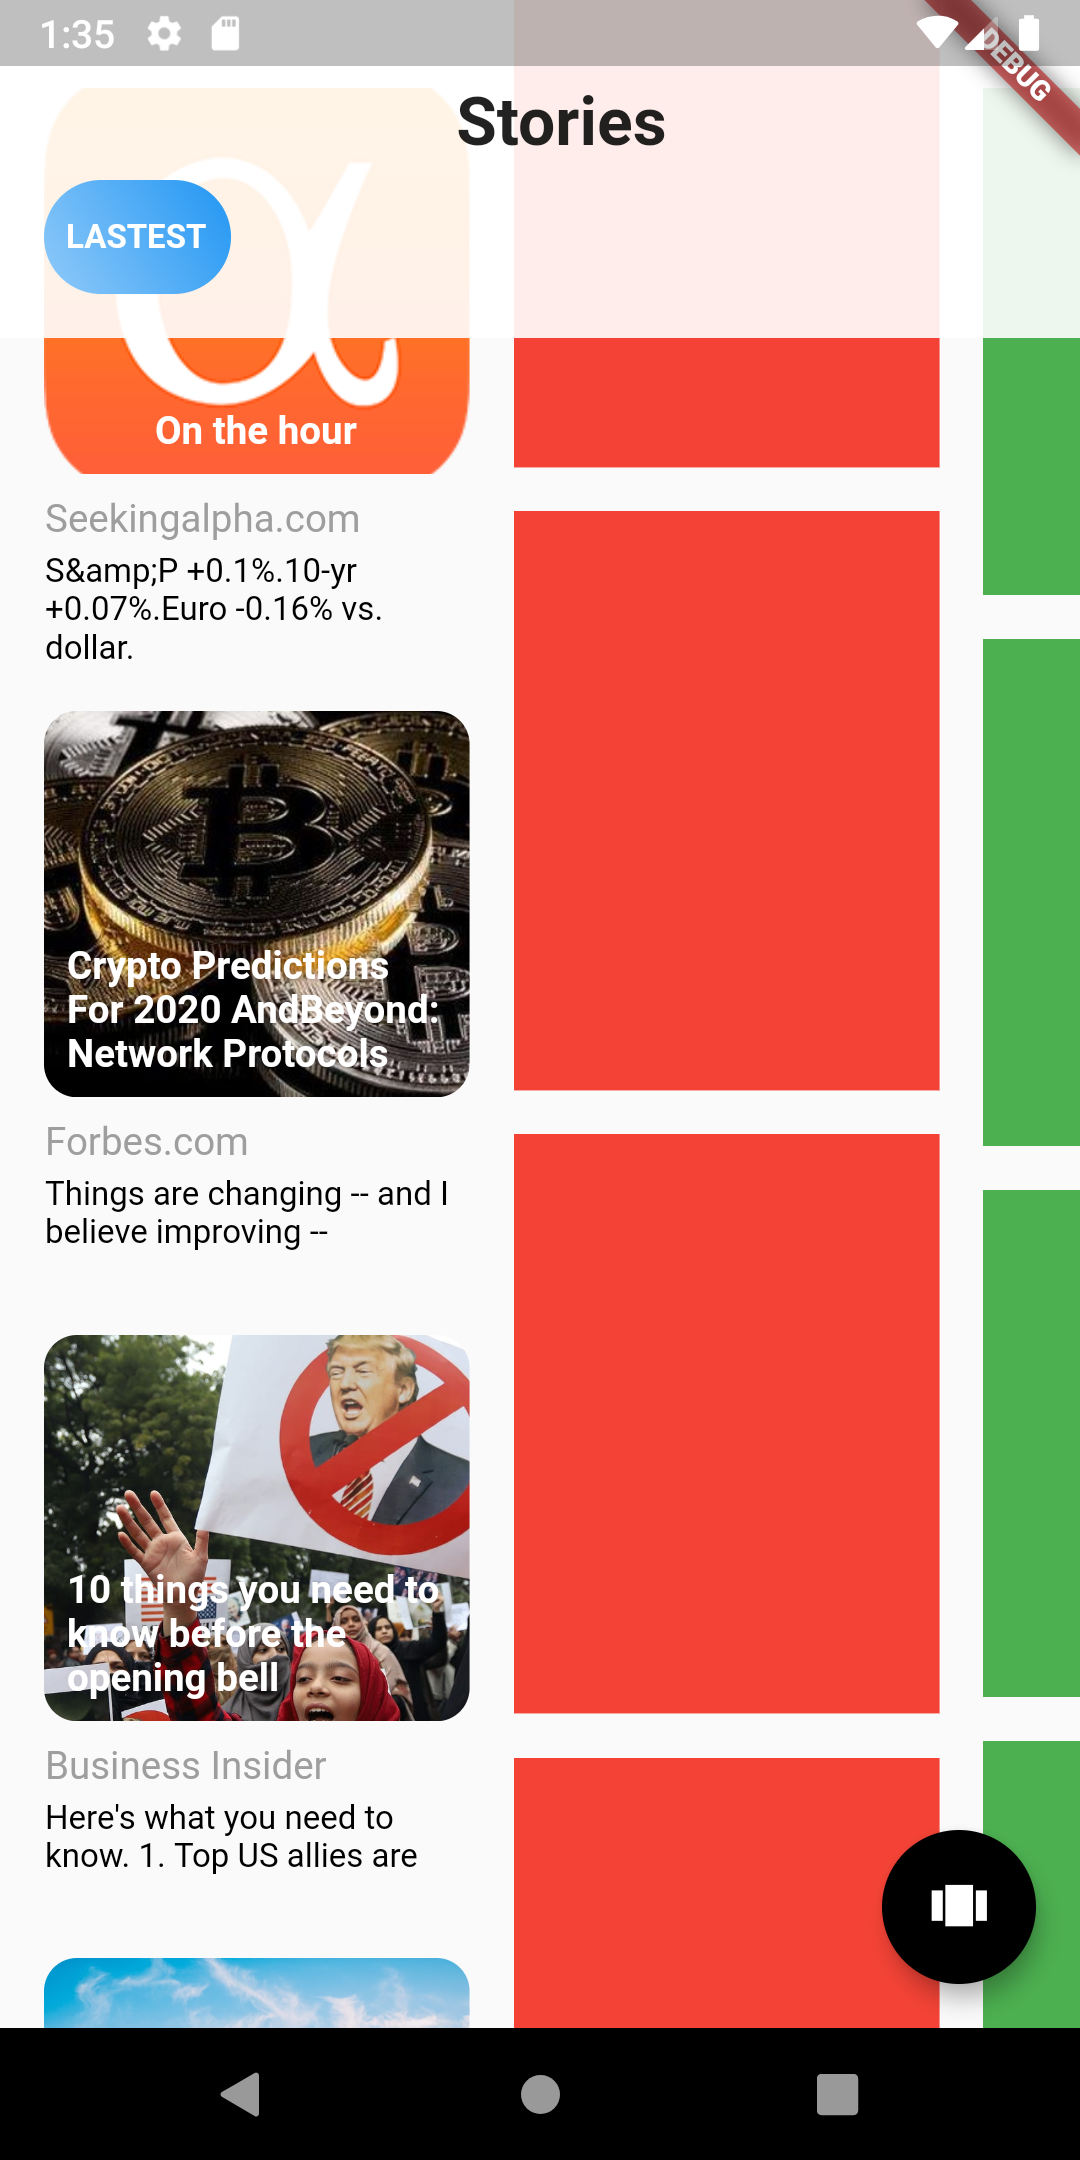 1:35
DEBUG
Stories
LASTEST
On the hour
Seekingalpha.com
S&amp;P +0.1%.10-yr
+0.07%.Euro -0.16% vs.
dollar.
Crypto Predictions
For 2020 AndBeyond:
Network Protocols
Forbes.com
Things are changing -- and I
believe improving --
10 things you need to
know before the
opening bell
Business Insider
Here's what you need to
know. 1. Top US allies are